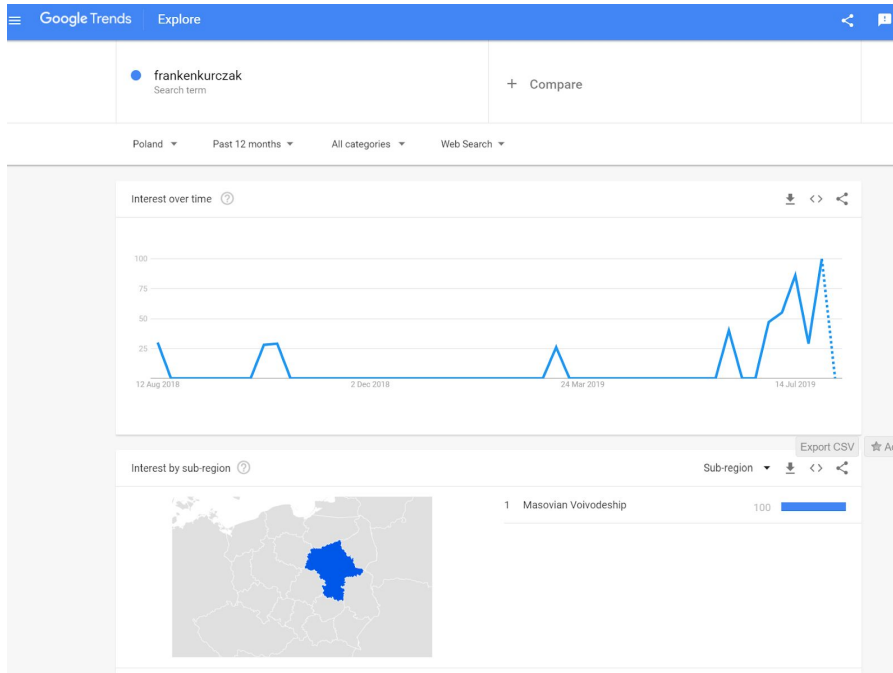 Google Trends Explore
frankenkurczak
Search term
+ Compare
Poland Past 12 months All categories Web Search
Interest over time
100
75
50
25
12 Aug 2018 2 Dec 2018 24 Mar 2019 14 Jul 2019
Export CSV
Interest by sub-region Sub-region
1 Masovian Voivodeship 100